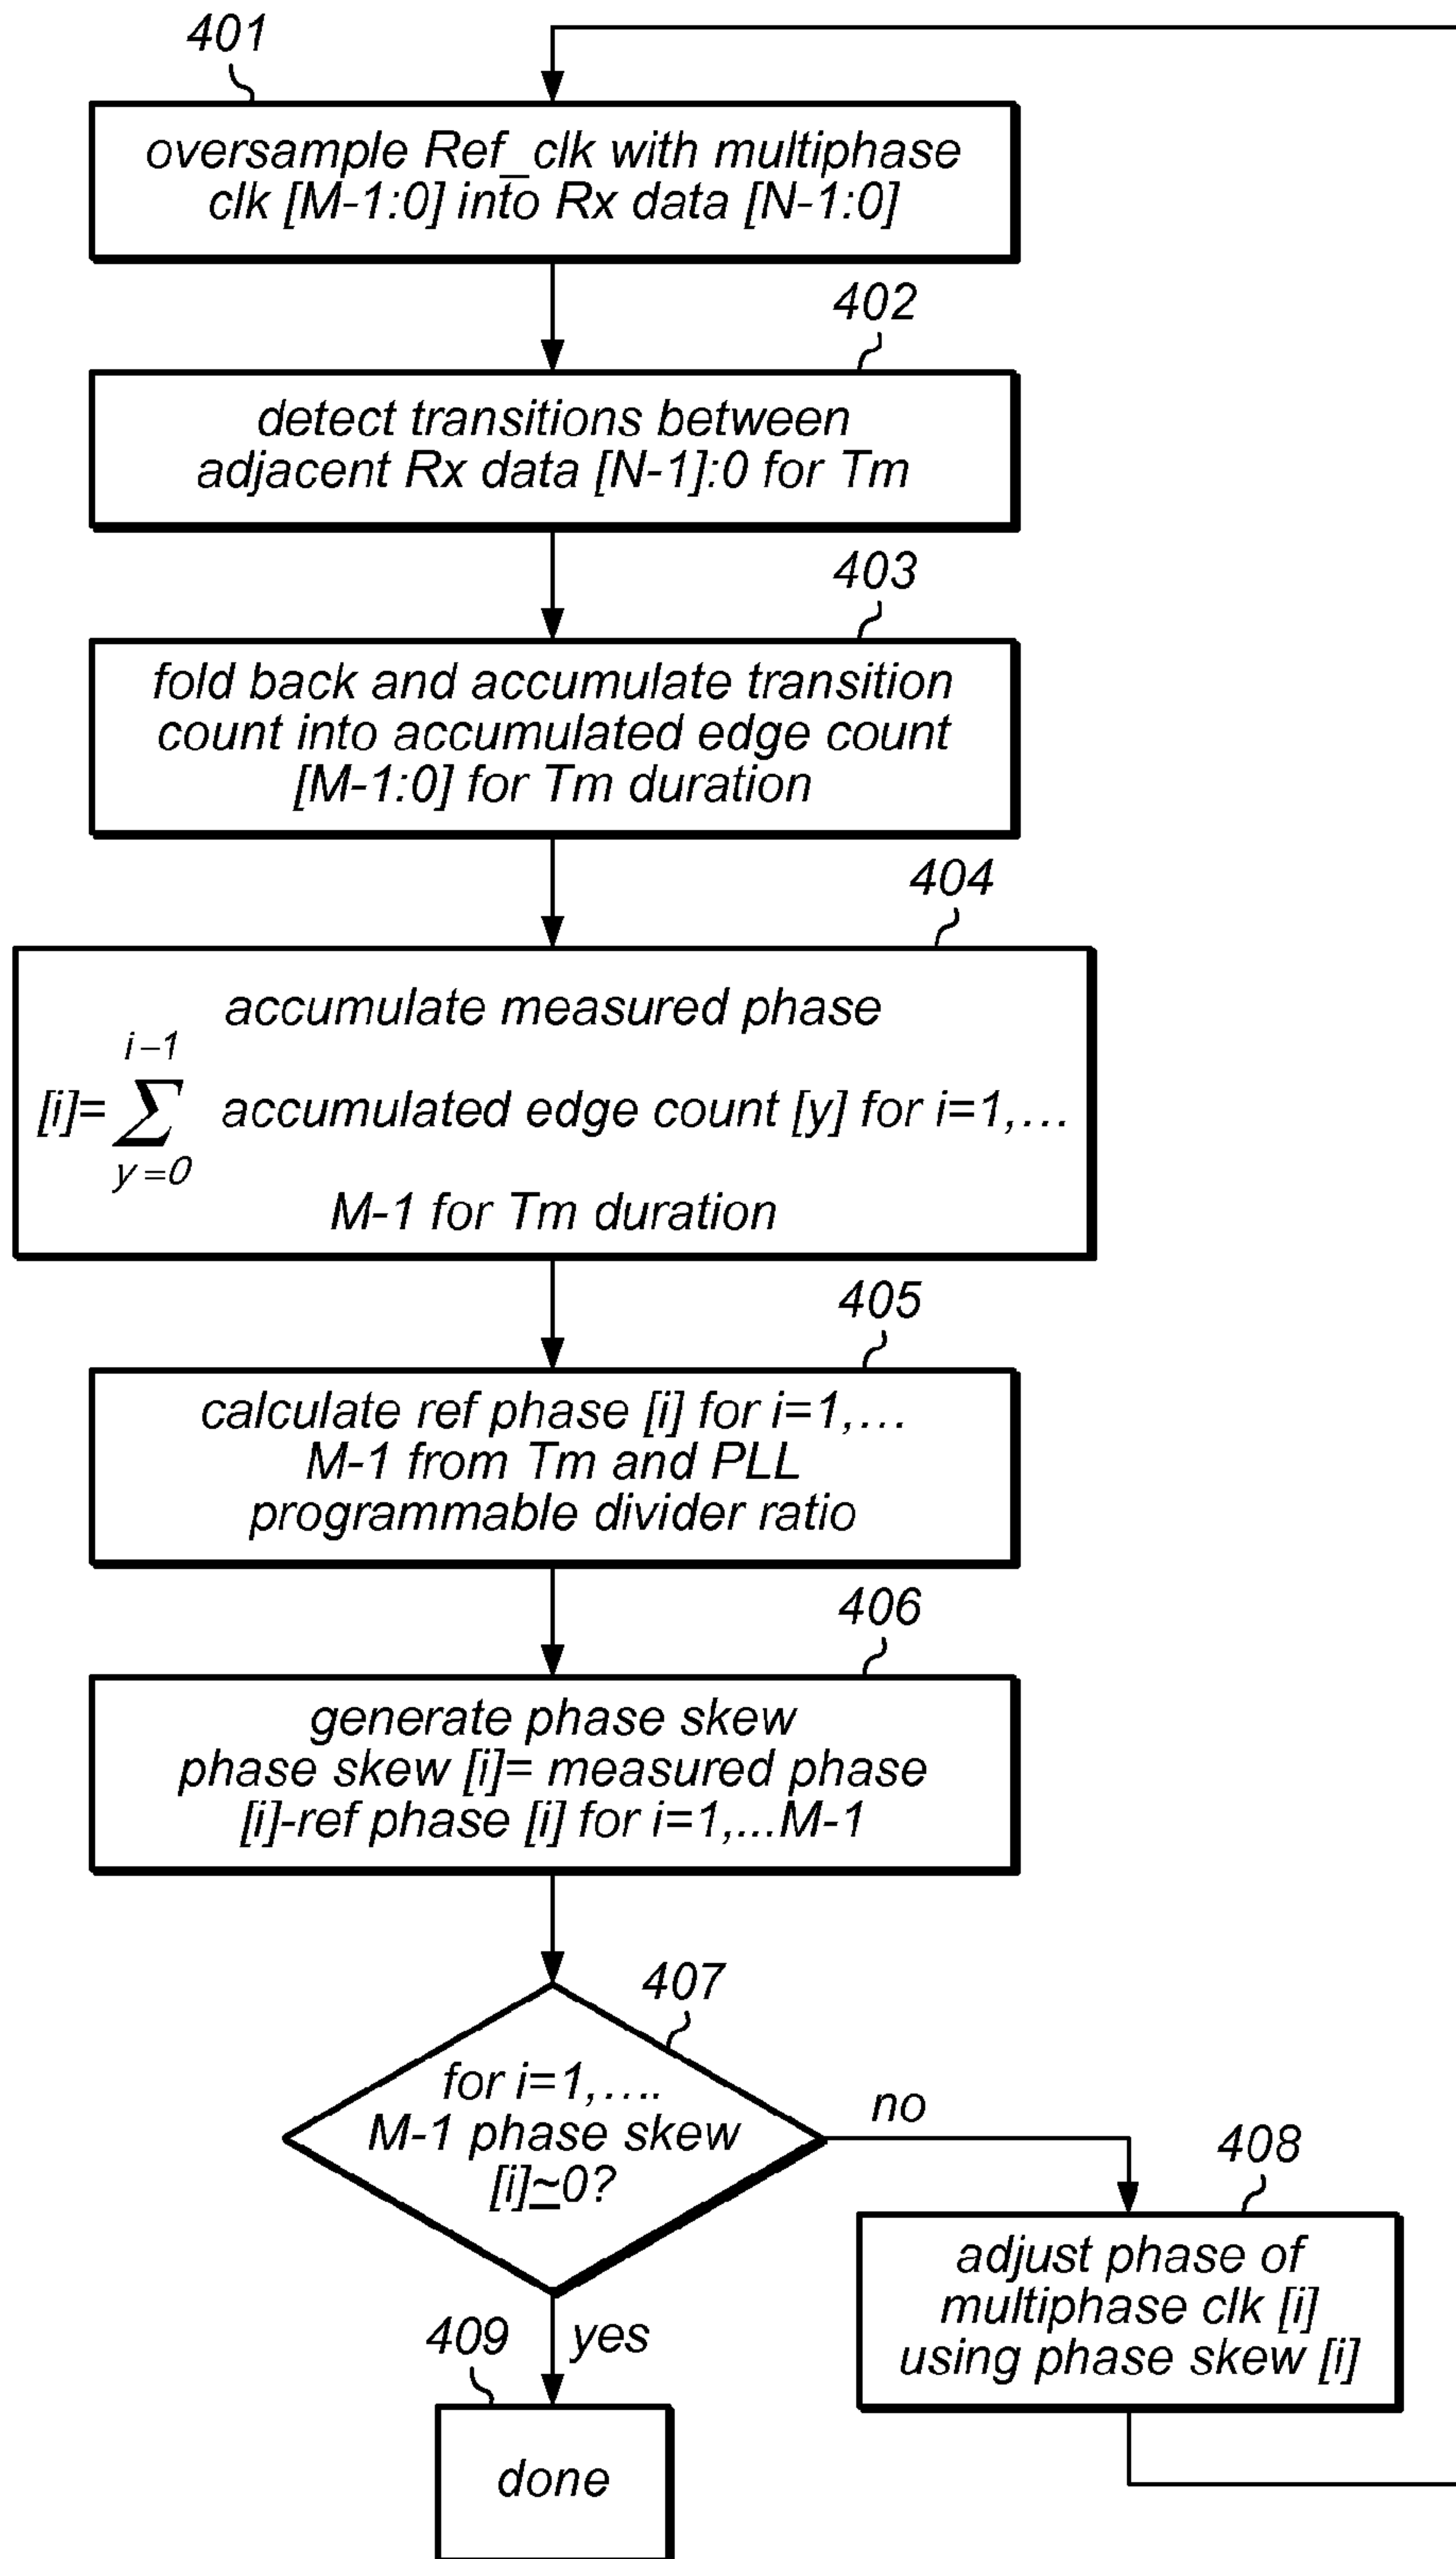 401
oversample Ref_clk with multiphase
clk [M-1:0] into Rx data [N-1:0]
402
detect transitions between
adjacent Rx data [N-1]:0 for Tm
403
fold back and accumulate transition
count into accumulated edge count
[M-1:0] for Tm duration
404
accumulate measured phase
i-1
[i]=∑ accumulated edge count [y] for i=1,...
y=0
M-1 for Tm duration
405
calculate ref phase [i] for i=1,...
M-1 from Tm and PLL
programmable divider ratio
406
generate phase skew
phase skew [i]= measured phase
[i]-ref phase [i] for i=1,...M-1
407
for i=1,....
M-1 phase skew
[i]≃0?
no
408
adjust phase of
multiphase clk [i]
using phase skew [i]
yes
409
done